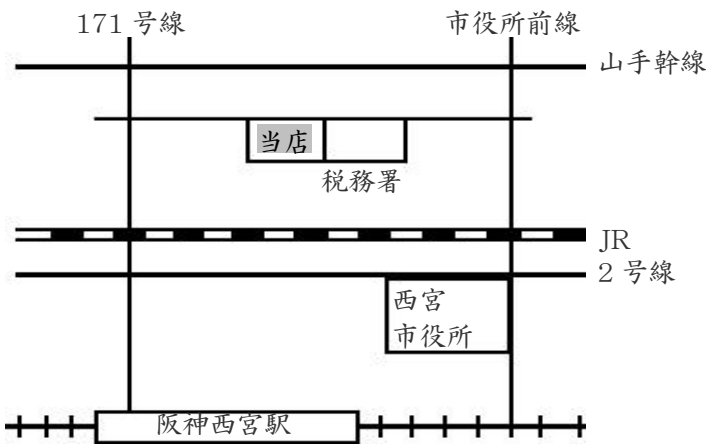 171 号線
市役所前線
山手幹線
当店
税務署
JR
2 号線
西宮
市役所
阪神西宮駅